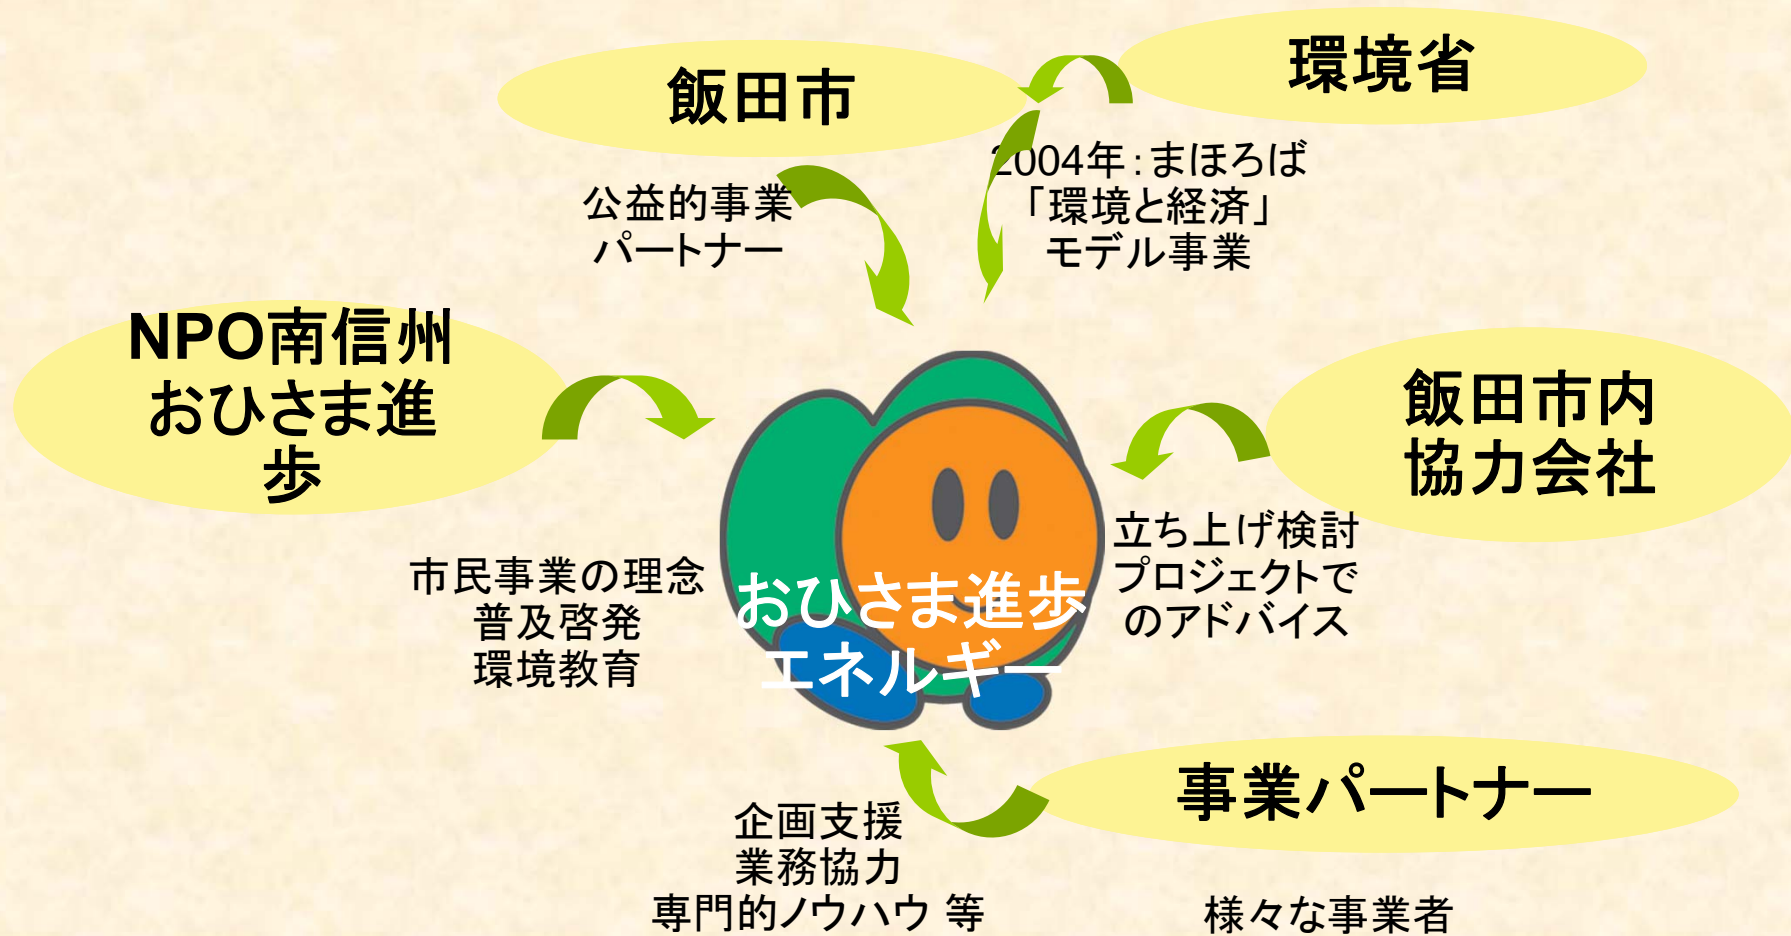 環境省
飯田市
2004年:まほろば
「環境と経済」
モデル事業
公益的事業
パートナー
NPO南信州
おひさま進
歩
飯田市内
協力会社
市民事業の理念
普及啓発
環境教育
おひさま進歩
エネルギー
立ち上げ検討
プロジェクトで
のアドバイス
事業パートナー
企画支援
業務協力
専門的ノウハウ 等
様々な事業者